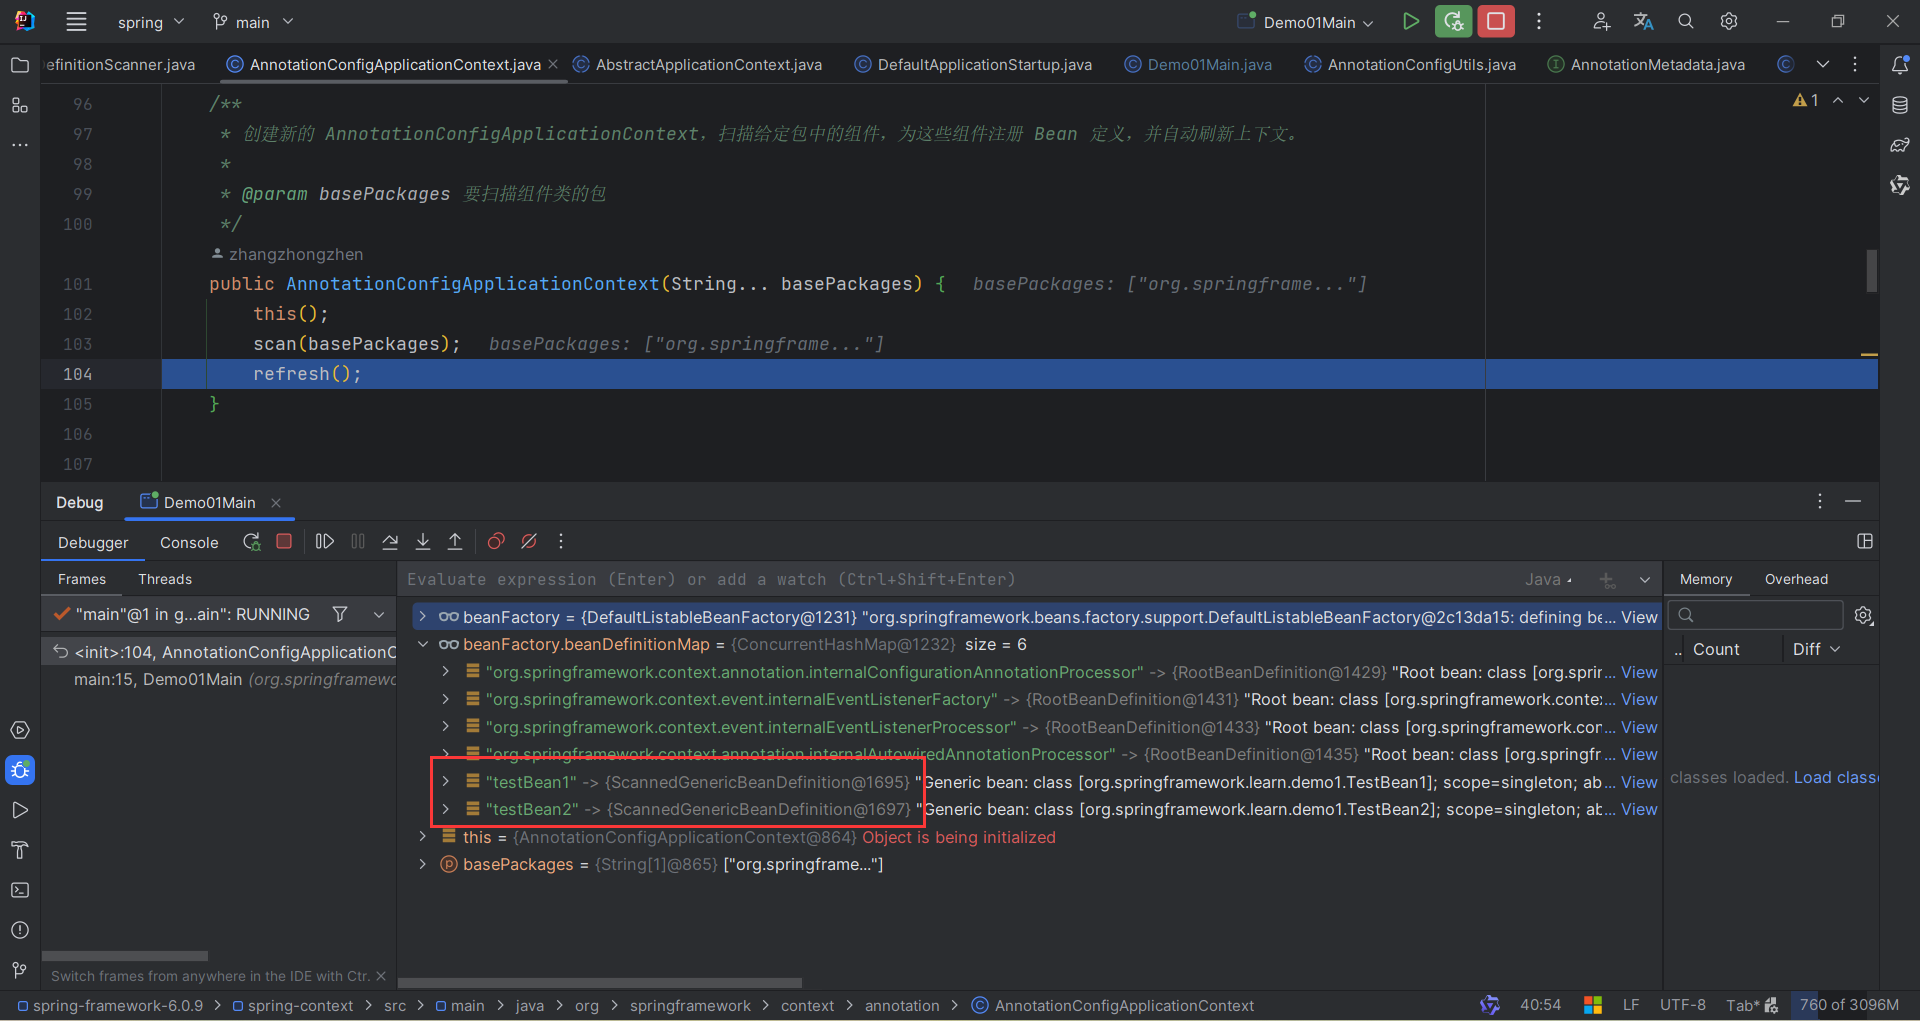 spring main Demo01Main
efinitionScanner.java AnnotationConfigApplicationContext.java AbstractApplicationContext.java DefaultApplicationStartup.java Demo01Main.java AnnotationConfigUtils.java AnnotationMetadata.java
96 /**
97 * 创建新的 AnnotationConfigApplicationContext，扫描给定包中的组件，为这些组件注册 Bean 定义，并自动刷新上下文。
98 *
99 * @param basePackages 要扫描组件类的包
100 */
zhangzhongzhen
101 public AnnotationConfigApplicationContext(String... basePackages) { basePackages: ["org.springframe..."]
102 this();
103 scan(basePackages); basePackages: ["org.springframe..."]
104 refresh();
105 }
106
107
1
Debug Demo01Main
Debugger Console
Frames Threads
"main"@1 in g...ain": RUNNING
<init>:104, AnnotationConfigApplicationC
main:15, Demo01Main (org.springframewo
Switch frames from anywhere in the IDE with Ctr.
Evaluate expression (Enter) or add a watch (Ctrl+Shift+Enter) Java
beanFactory = {DefaultListableBeanFactory@1231} "org.springframework.beans.factory.support.DefaultListableBeanFactory@2c13da15: defining be... View
beanFactory.beanDefinitionMap = {ConcurrentHashMap@1232} size = 6
"org.springframework.context.annotation.internalConfigurationAnnotationProcessor" -> {RootBeanDefinition@1429} "Root bean: class [org.sprir... View
"org.springframework.context.event.internalEventListenerFactory" -> {RootBeanDefinition@1431} "Root bean: class [org.springframework.conte... View
"org.springframework.context.event.internalEventListenerProcessor" -> {RootBeanDefinition@1433} "Root bean: class [org.springframework.con... View
"org.springframework.context.annotation.internalAutowiredAnnotationProcessor" -> {RootBeanDefinition@1435} "Root bean: class [org.springfr... View
"testBean1" -> {ScannedGenericBeanDefinition@1695} "Generic bean: class [org.springframework.learn.demo1.TestBean1]; scope=singleton; ab... View
"testBean2" -> {ScannedGenericBeanDefinition@1697} "Generic bean: class [org.springframework.learn.demo1.TestBean2]; scope=singleton; ab... View
this = {AnnotationConfigApplicationContext@864} Object is being initialized
basePackages = {String[1]@865} ["org.springframe..."]
Memory Overhead
.. Count Diff
classes loaded. Load classe
spring-framework-6.0.9 > spring-context > src > main > java > org > springframework > context > annotation > AnnotationConfigApplicationContext 40:54 LF UTF-8 Tab* 760 of 3096M